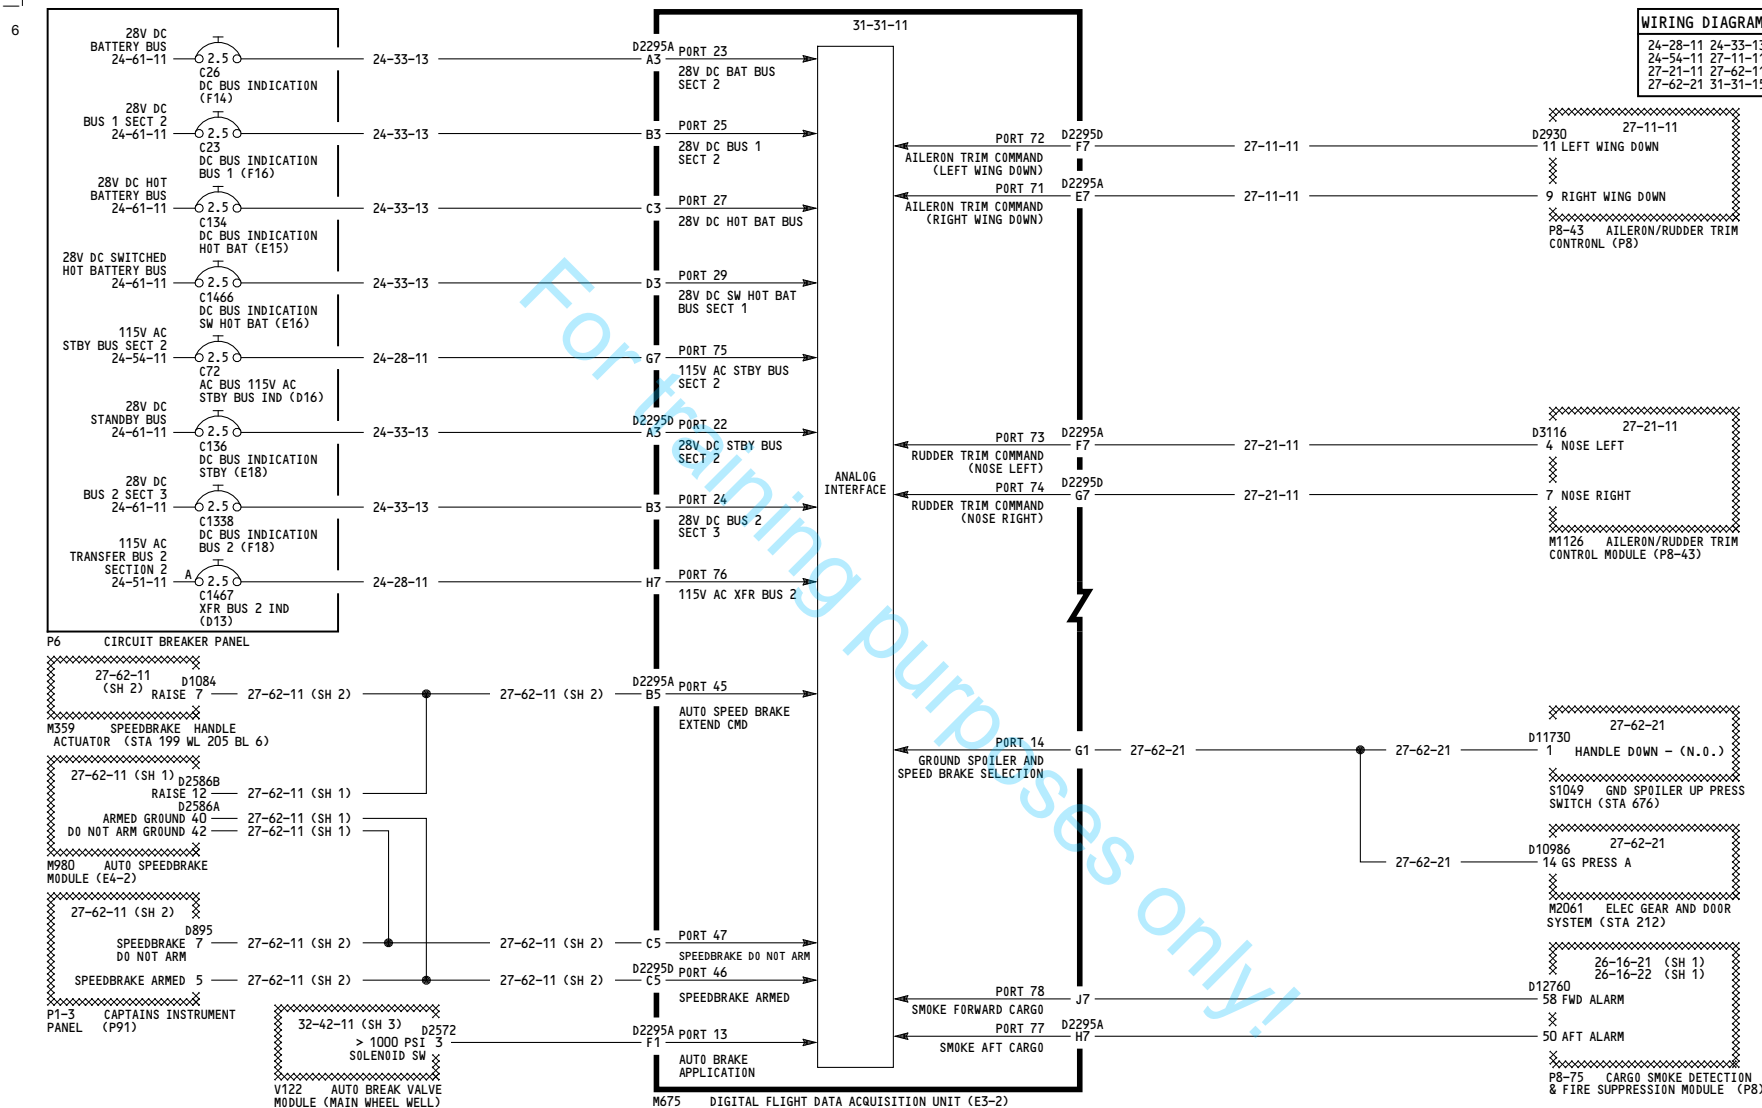 6
31-31-11
WIRING DIAGRAM
24-28-11 24-33-13
24-54-11 27-11-11
27-21-11 27-62-11
27-62-21 31-31-15
28V DC
BATTERY BUS
24-61-11
2.5
C26
DC BUS INDICATION
(F14)
24-33-13
D2295A
A3
PORT 23
28V DC BAT BUS
SECT 2
28V DC
BUS 1 SECT 2
24-61-11
2.5
C23
DC BUS INDICATION
BUS 1 (F16)
24-33-13
B3
PORT 25
28V DC BUS 1
SECT 2
28V DC HOT
BATTERY BUS
24-61-11
2.5
C134
DC BUS INDICATION
HOT BAT (E15)
24-33-13
C3
PORT 27
28V DC HOT BAT BUS
28V DC SWITCHED
HOT BATTERY BUS
24-61-11
2.5
C1466
DC BUS INDICATION
SW HOT BAT (E16)
24-33-13
D3
PORT 29
28V DC SW HOT BAT
BUS SECT 1
115V AC
STBY BUS SECT 2
24-54-11
2.5
C72
AC BUS 115V AC
STBY BUS IND (D16)
24-28-11
G7
PORT 75
115V AC STBY BUS
SECT 2
28V DC
STANDBY BUS
24-61-11
2.5
C136
DC BUS INDICATION
STBY (E18)
24-33-13
D2295D
A3
PORT 22
28V DC STBY BUS
SECT 2
28V DC
BUS 2 SECT 3
24-61-11
2.5
C1338
DC BUS INDICATION
BUS 2 (F18)
24-33-13
B3
PORT 24
28V DC BUS 2
SECT 3
115V AC
TRANSFER BUS 2
SECTION 2
24-51-11
A
2.5
C1467
XFR BUS 2 IND
(D13)
24-28-11
H7
PORT 76
115V AC XFR BUS 2
P6 CIRCUIT BREAKER PANEL
27-62-11
(SH 2)
D1084
RAISE 7
27-62-11 (SH 2)
27-62-11 (SH 2)
D2295A
B5
PORT 45
AUTO SPEED BRAKE
EXTEND CMD
M359 SPEEDBRAKE HANDLE
ACTUATOR (STA 199 WL 205 BL 6)
27-62-11 (SH 1)
D2586B
RAISE 12
27-62-11 (SH 1)
D2586A
ARMED GROUND 40
27-62-11 (SH 1)
DO NOT ARM GROUND 42
27-62-11 (SH 1)
M980 AUTO SPEEDBRAKE
MODULE (E4-2)
27-62-11 (SH 2)
D895
SPEEDBRAKE 7
DO NOT ARM
27-62-11 (SH 2)
27-62-11 (SH 2)
C5
PORT 47
SPEEDBRAKE DO NOT ARM
SPEEDBRAKE ARMED 5
27-62-11 (SH 2)
27-62-11 (SH 2)
D2295D
C5
PORT 46
SPEEDBRAKE ARMED
P1-3 CAPTAINS INSTRUMENT
PANEL (P91)
32-42-11 (SH 3)
D2572
> 1000 PSI 3
SOLENOID SW
D2295A
F1
PORT 13
AUTO BRAKE
APPLICATION
V122 AUTO BREAK VALVE
MODULE (MAIN WHEEL WELL)
M675 DIGITAL FLIGHT DATA ACQUISITION UNIT (E3-2)
ANALOG
INTERFACE
PORT 72
AILERON TRIM COMMAND
(LEFT WING DOWN)
D2295D
F7
27-11-11
D2930
11 LEFT WING DOWN
27-11-11
PORT 71
AILERON TRIM COMMAND
(RIGHT WING DOWN)
D2295A
E7
27-11-11
9 RIGHT WING DOWN
P8-43 AILERON/RUDDER TRIM
CONTRONL (P8)
PORT 73
RUDDER TRIM COMMAND
(NOSE LEFT)
D2295A
F7
27-21-11
D3116
4 NOSE LEFT
27-21-11
PORT 74
RUDDER TRIM COMMAND
(NOSE RIGHT)
D2295D
G7
27-21-11
7 NOSE RIGHT
M1126 AILERON/RUDDER TRIM
CONTROL MODULE (P8-43)
PORT 14
GROUND SPOILER AND
SPEED BRAKE SELECTION
G1
27-62-21
27-62-21
D11730
1
27-62-21
HANDLE DOWN - (N.O.)
S1049 GND SPOILER UP PRESS
SWITCH (STA 676)
27-62-21
D10986
14 GS PRESS A
27-62-21
M2061 ELEC GEAR AND DOOR
SYSTEM (STA 212)
26-16-21 (SH 1)
26-16-22 (SH 1)
PORT 78
SMOKE FORWARD CARGO
J7
D12760
58 FWD ALARM
PORT 77
SMOKE AFT CARGO
D2295A
H7
50 AFT ALARM
P8-75 CARGO SMOKE DETECTION
& FIRE SUPPRESSION MODULE (P8)
For training purposes only!